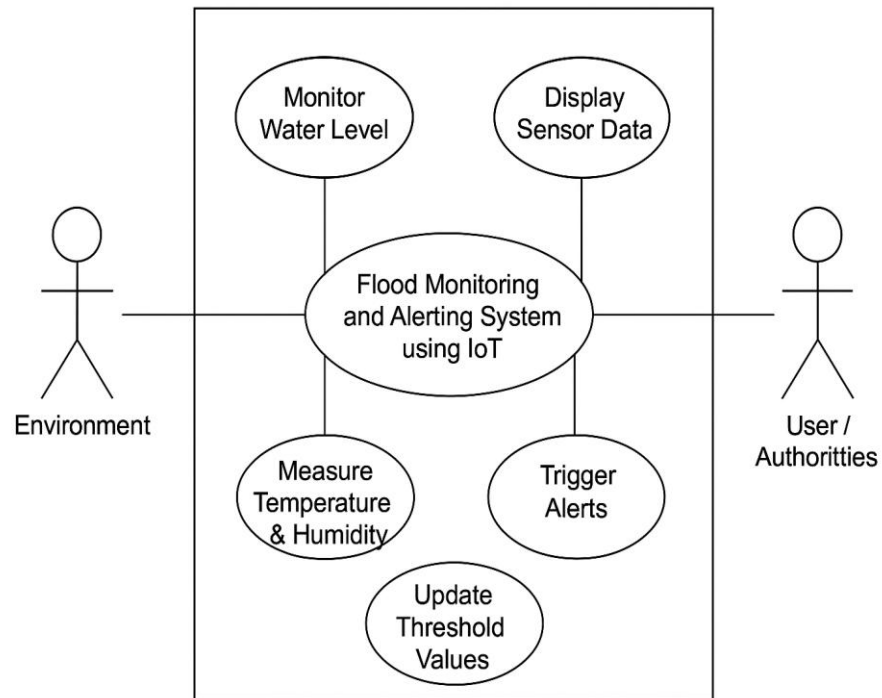 Monitor
Water Level
Display
Sensor Data
Flood Monitoring
and Alerting System
using IoT
Environment
User /
Authoritties
Measure
Temperature
& Humidity
Trigger
Alerts
Update
Threshold
Values